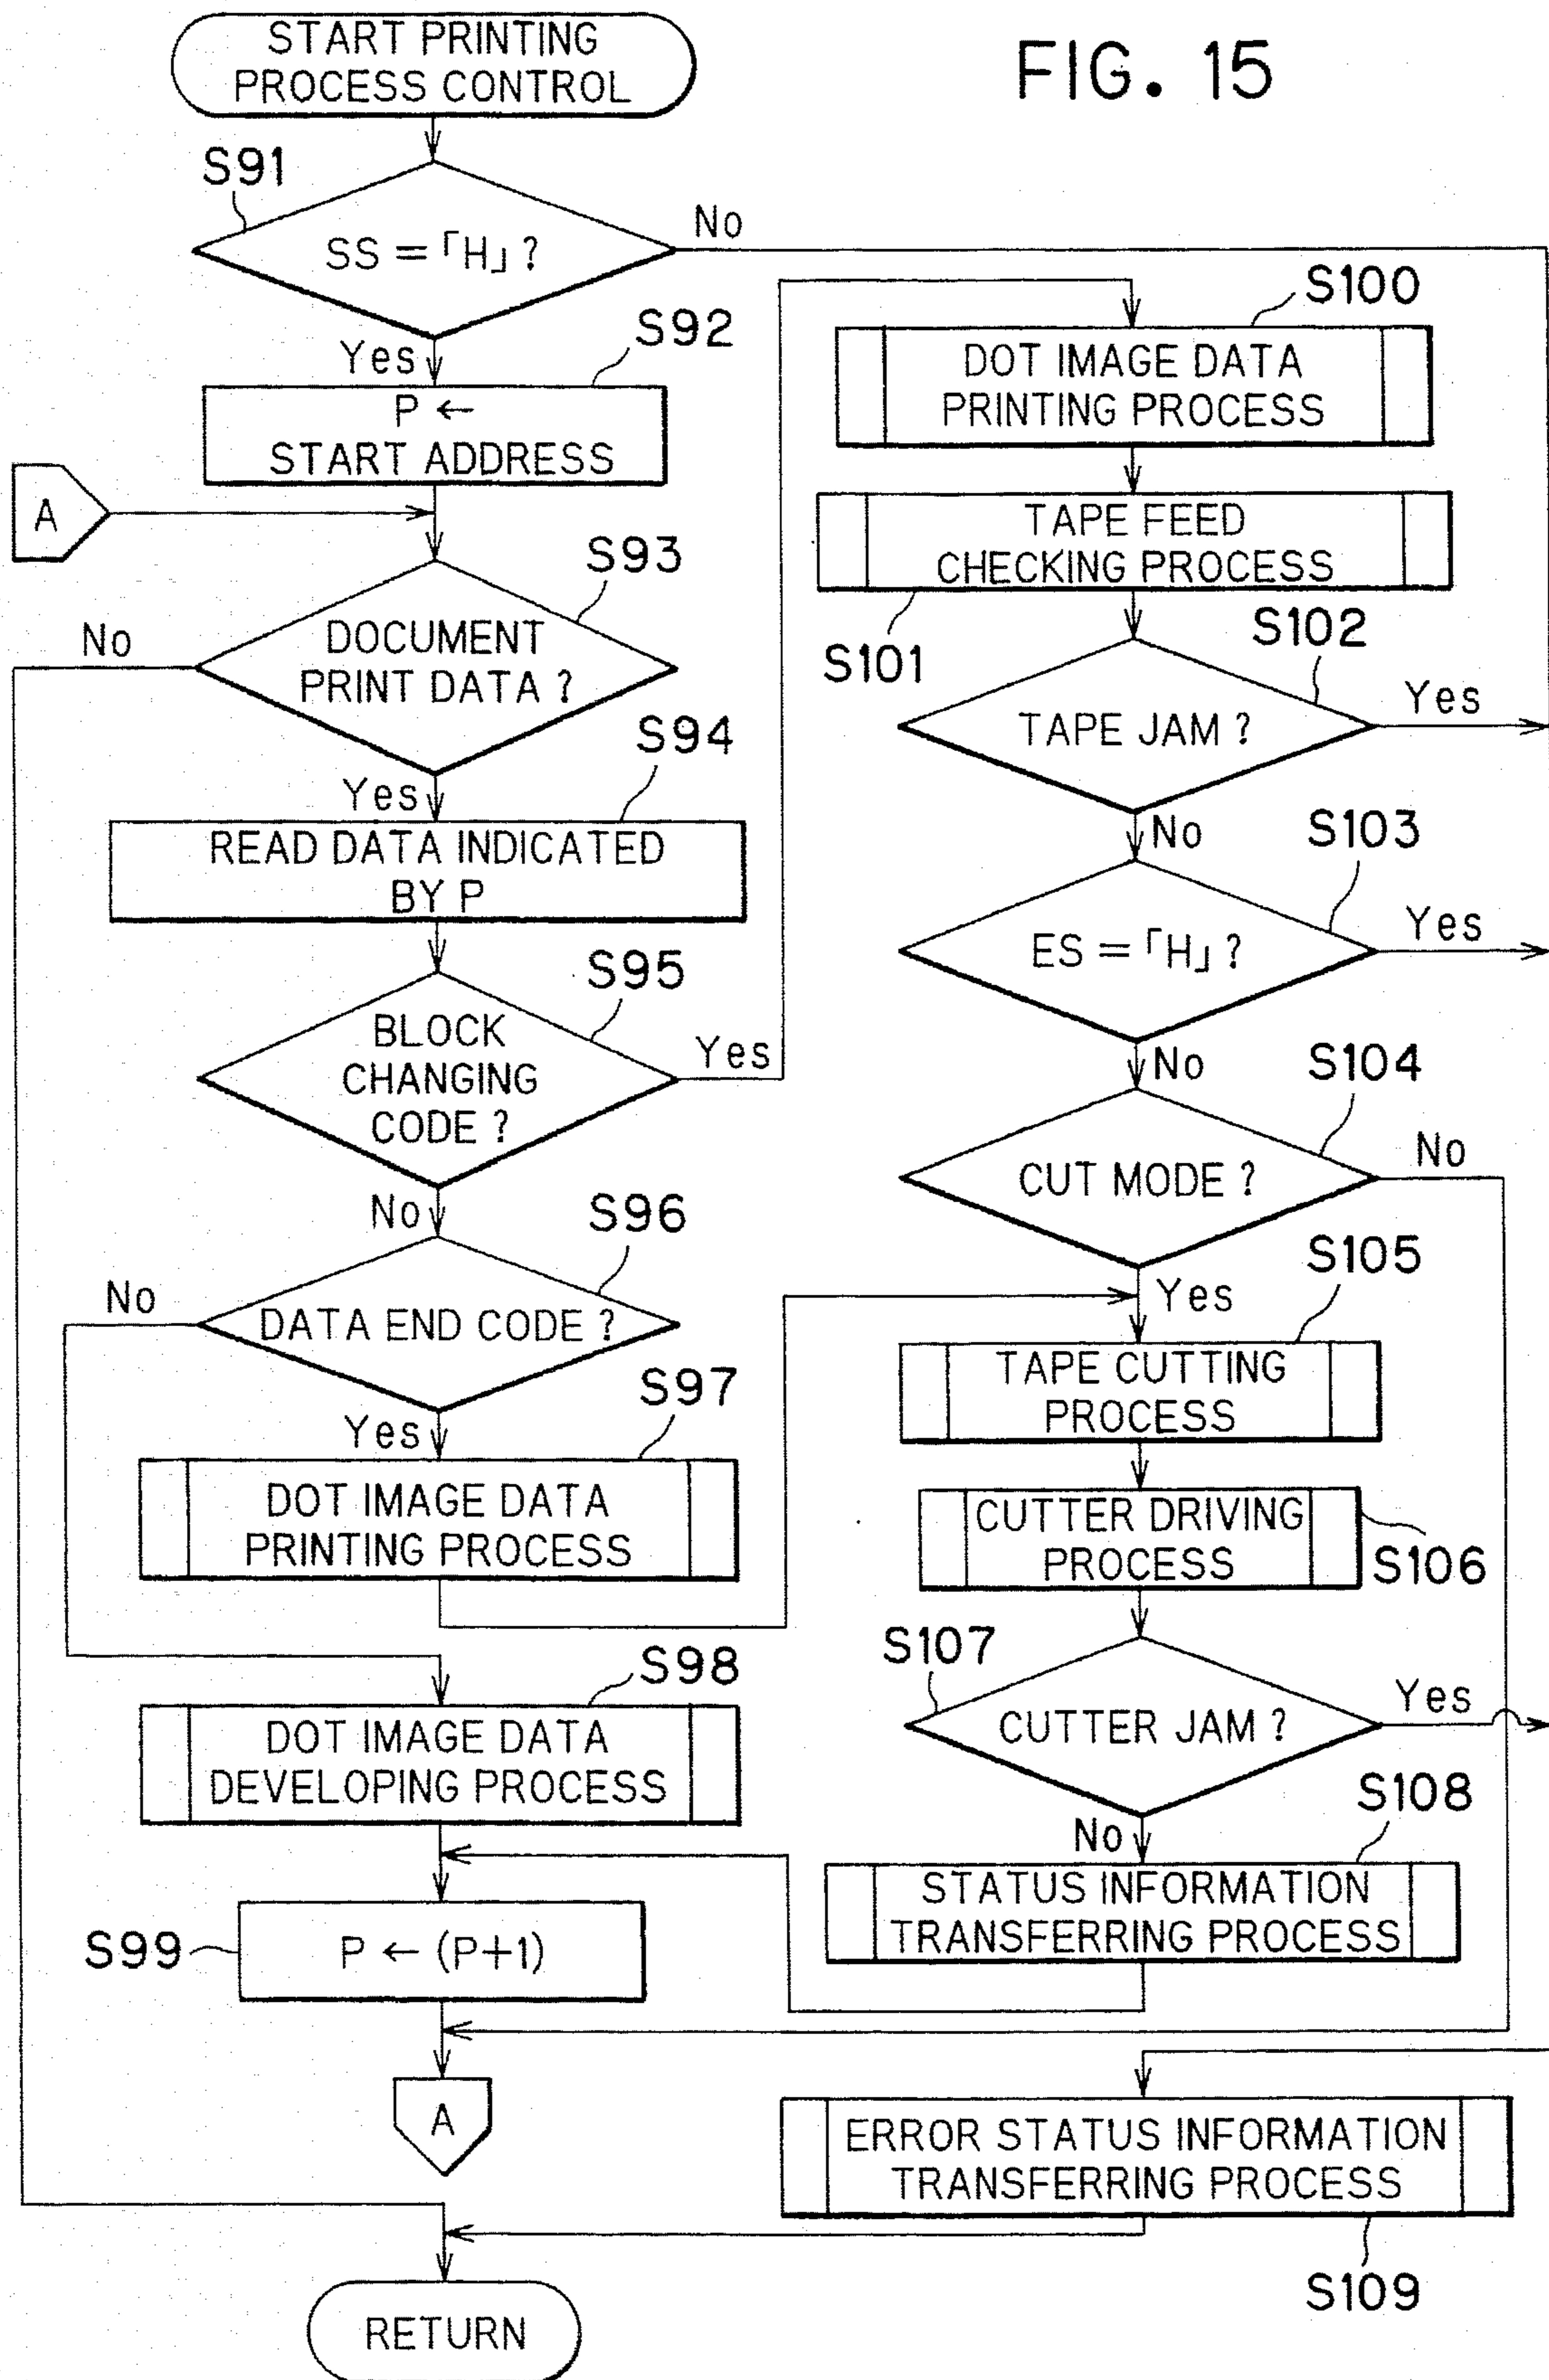 FIG. 15
START PRINTING
PROCESS CONTROL
S91
SS = ｢H｣ ?
No
Yes
S92
P ←
START ADDRESS
A
S93
DOCUMENT
PRINT DATA ?
No
Yes
S94
READ DATA INDICATED
BY P
S95
BLOCK
CHANGING
CODE ?
Yes
No
S96
DATA END CODE ?
No
Yes
S97
DOT IMAGE DATA
PRINTING PROCESS
S98
DOT IMAGE DATA
DEVELOPING PROCESS
S99
P ← (P+1)
A
RETURN
S100
DOT IMAGE DATA
PRINTING PROCESS
TAPE FEED
CHECKING PROCESS
S101
S102
TAPE JAM ?
Yes
No
S103
ES = ｢H｣ ?
Yes
No
S104
CUT MODE ?
No
Yes
S105
TAPE CUTTING
PROCESS
CUTTER DRIVING
PROCESS
S106
S107
CUTTER JAM ?
Yes
No
S108
STATUS INFORMATION
TRANSFERRING PROCESS
ERROR STATUS INFORMATION
TRANSFERRING PROCESS
S109